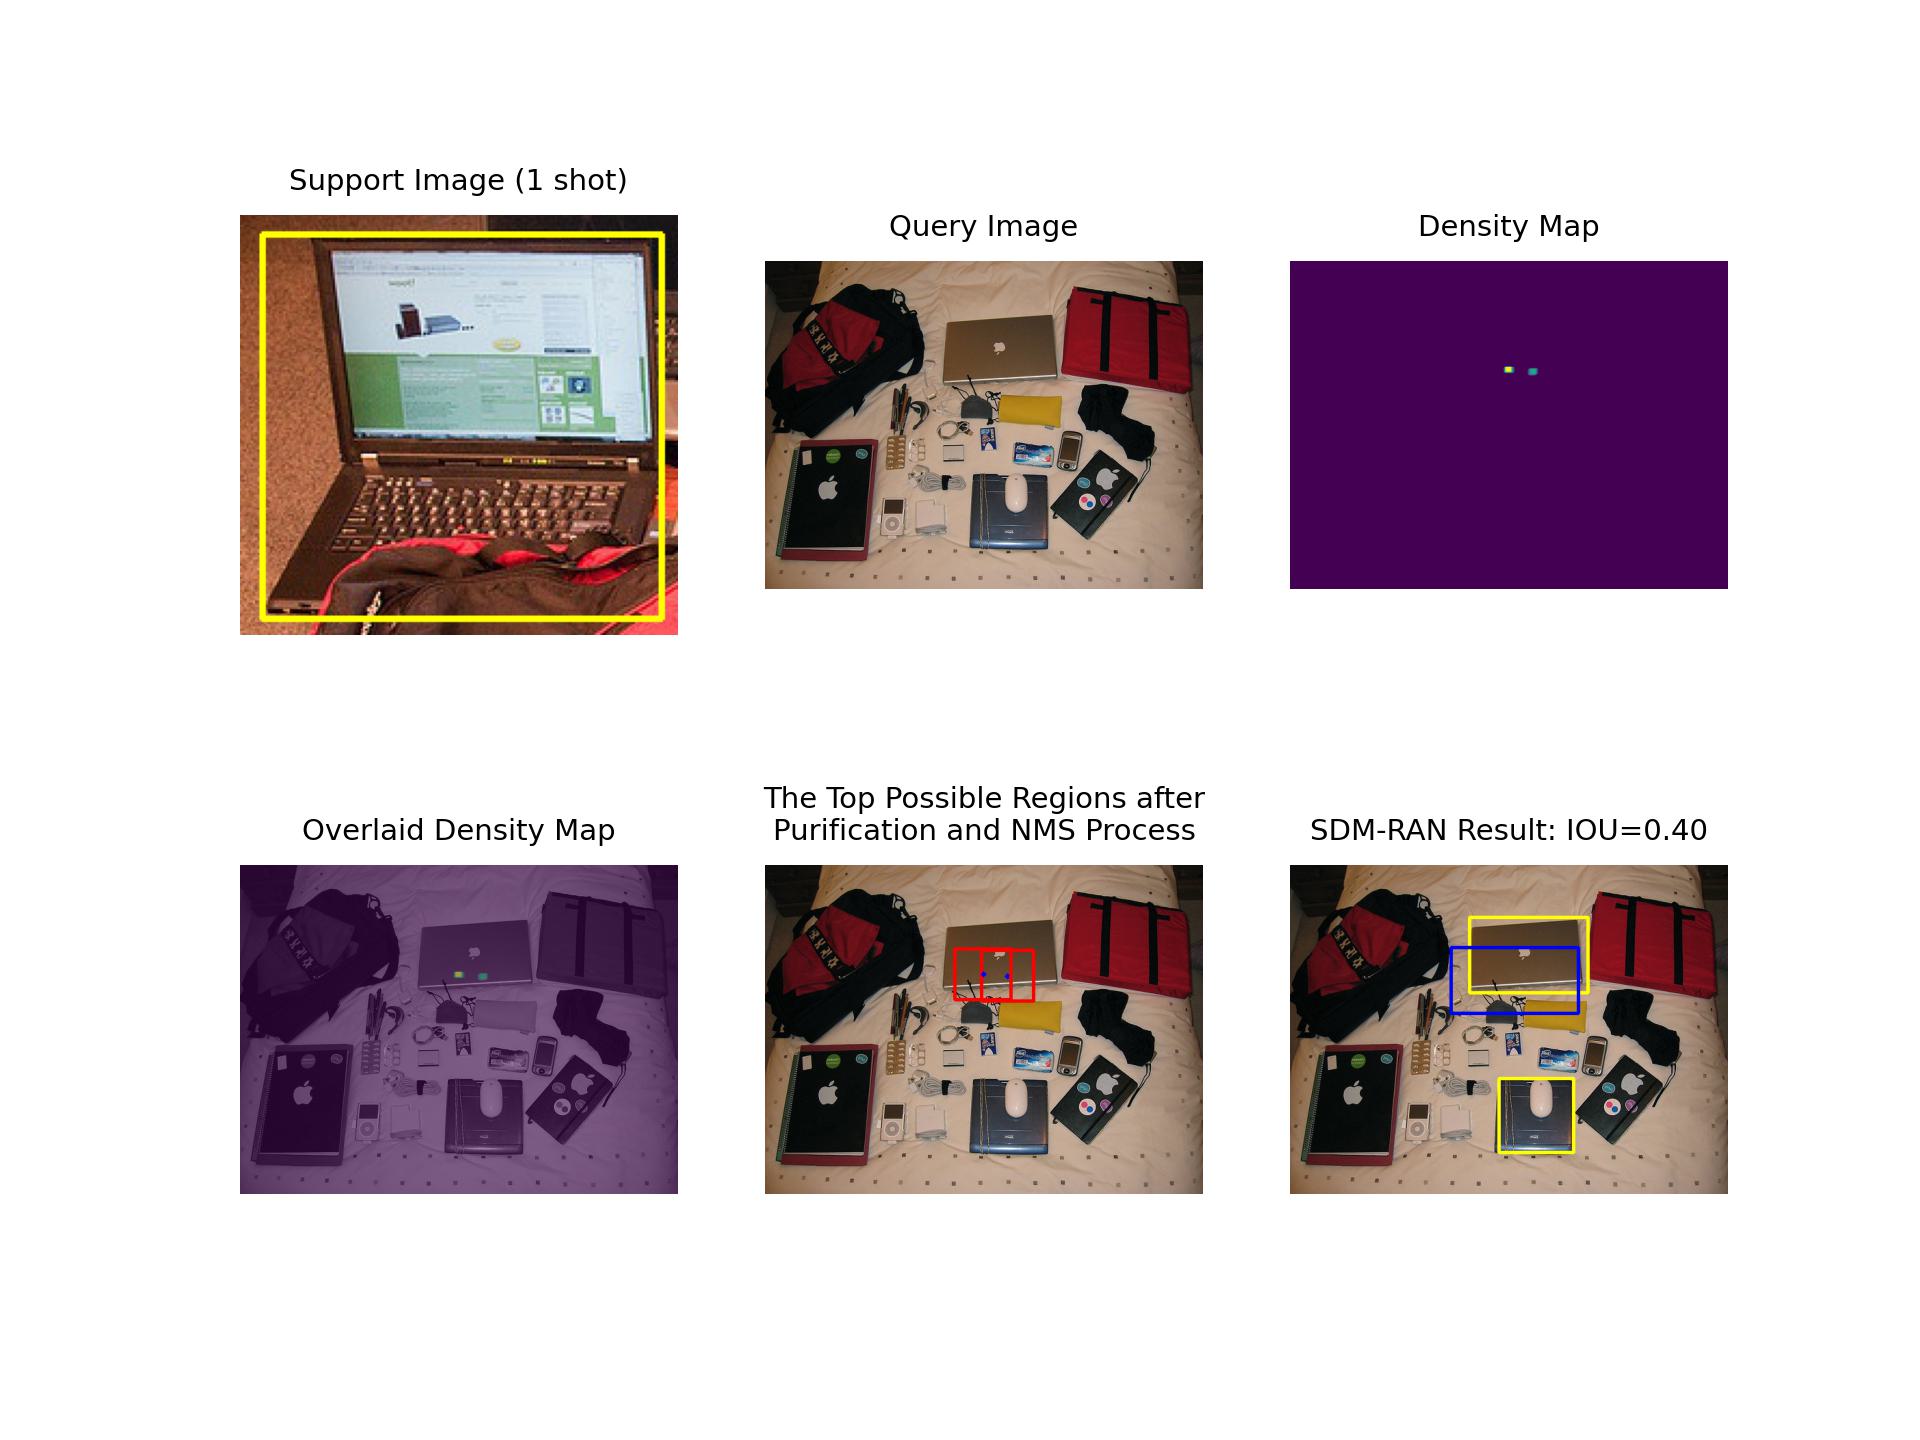 Support Image (1 shot)
Query Image
Density Map
Overlaid Density Map
The Top Possible Regions after
Purification and NMS Process
SDM-RAN Result: IOU=0.40
woot!